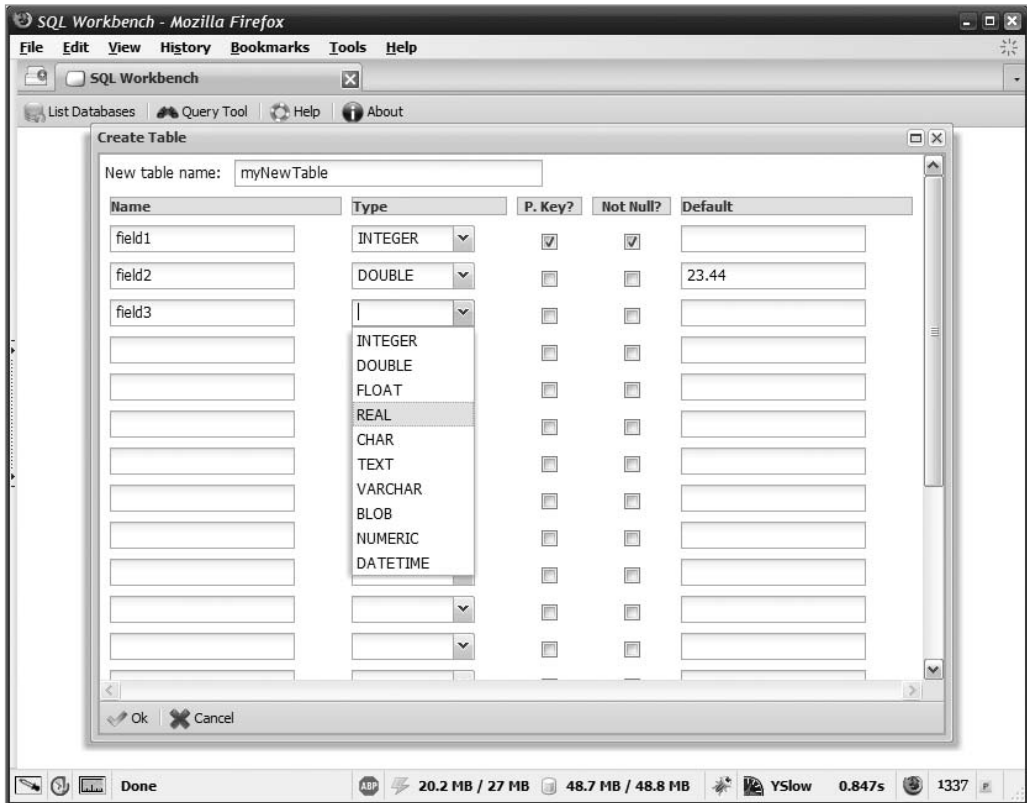 SQL Workbench - Mozilla Firefox
File Edit View History Bookmarks Tools Help
SQL Workbench
List Databases Query Tool Help About
Create Table
New table name: myNewTable
Name Type P. Key? Not Null? Default
field1 INTEGER
field2 DOUBLE 23.44
field3
INTEGER
DOUBLE
FLOAT
REAL
CHAR
TEXT
VARCHAR
BLOB
NUMERIC
DATETIME
Ok Cancel
Done ABP 20.2 MB / 27 MB 48.7 MB / 48.8 MB YSlow 0.847s 1337 P